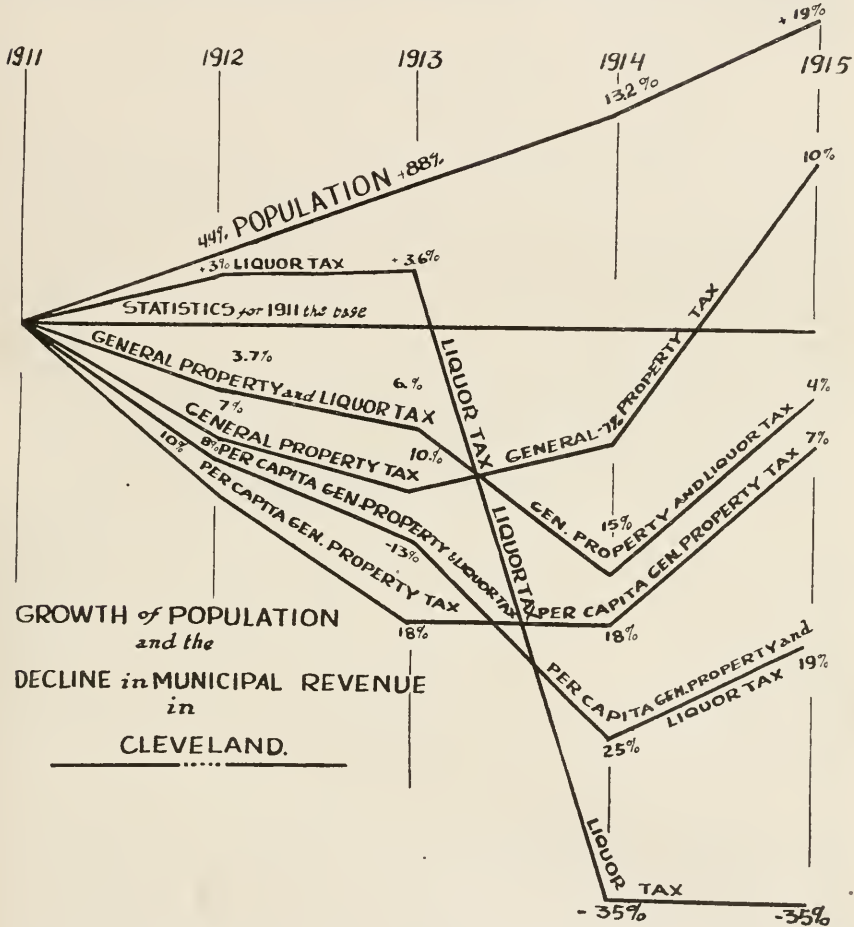 + 19%
1911 1912 1913 1914 1915
13.2%
10%
4.4% POPULATION +88%
+3% LIQUOR TAX
+ 3.6%
STATISTICS for 1911 the base
3.7%
6%
GENERAL PROPERTY and LIQUOR TAX
LIQUOR TAX
GENERAL -7% PROPERTY TAX
7%
GENERAL PROPERTY TAX
10%
4%
7%
10%
8% PER CAPITA GEN. PROPERTY & LIQUOR TAX
-13%
PER CAPITA GEN. PROPERTY TAX
18%
LIQUOR TAX
GEN. PROPERTY AND LIQUOR TAX
15%
PER CAPITA GEN. PROPERTY TAX
18%
PER CAPITA GEN. PROPERTY and
LIQUOR TAX 19%
25%
GROWTH of POPULATION
and the
DECLINE in MUNICIPAL REVENUE
in
CLEVELAND.
LIQUOR TAX
- 35%
-35%